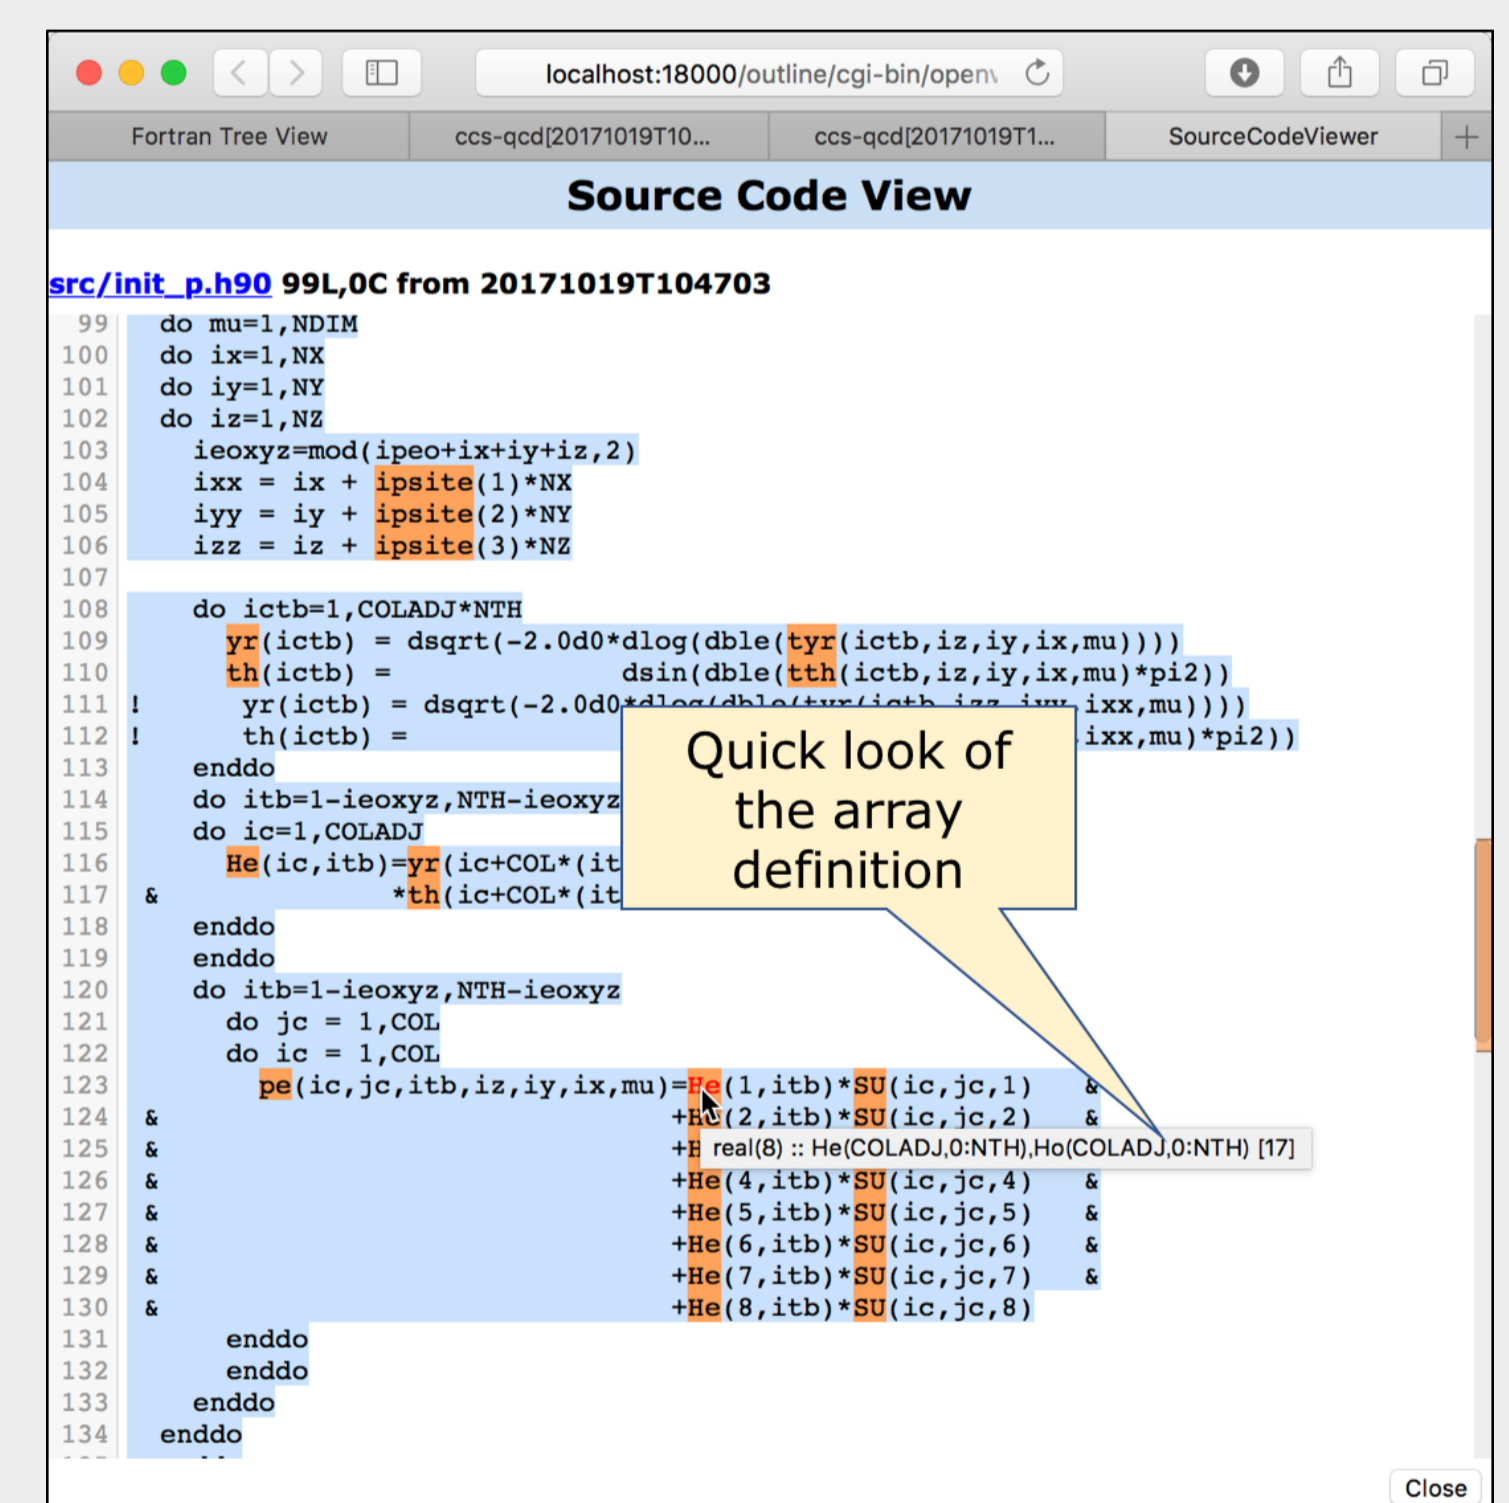 localhost:18000/outline/cgi-bin/openv
Fortran Tree View
ccs-qcd[20171019T10...
ccs-qcd[20171019T1...
SourceCodeViewer
Source Code View
src/init_p.h90 99L,0C from 20171019T104703
99 do mu=1,NDIM
100 do ix=1,NX
101 do iy=1,NY
102 do iz=1,NZ
103 ieoxyz=mod(ipeo+ix+iy+iz,2)
104 ixx = ix + ipsite(1)*NX
105 iyy = iy + ipsite(2)*NY
106 izz = iz + ipsite(3)*NZ
107
108 do ictb=1,COLADJ*NTH
109 yr(ictb) = dsqrt(-2.0d0*dlog(dble(tyr(ictb,iz,iy,ix,mu))))
110 th(ictb) = dsin(dble(tth(ictb,iz,iy,ix,mu)*pi2))
111 ! yr(ictb) = dsqrt(-2.0d0*dlog(dble(tyr(ictb,izz,iyy,ixx,mu))))
112 ! th(ictb) = ixx,mu)*pi2))
113 enddo
114 do itb=1-ieoxyz,NTH-ieoxyz
115 do ic=1,COLADJ
116 He(ic,itb)=yr(ic+COL*(it
117 & *th(ic+COL*(it
118 enddo
119 enddo
120 do itb=1-ieoxyz,NTH-ieoxyz
121 do jc = 1,COL
122 do ic = 1,COL
123 pe(ic,jc,itb,iz,iy,ix,mu)=He(1,itb)*SU(ic,jc,1) &
124 & +He(2,itb)*SU(ic,jc,2) &
125 & +H
126 & +He(4,itb)*SU(ic,jc,4) &
127 & +He(5,itb)*SU(ic,jc,5) &
128 & +He(6,itb)*SU(ic,jc,6) &
129 & +He(7,itb)*SU(ic,jc,7) &
130 & +He(8,itb)*SU(ic,jc,8)
131 enddo
132 enddo
133 enddo
134 enddo
Quick look of
the array
definition
real(8) :: He(COLADJ,0:NTH),Ho(COLADJ,0:NTH) [17]
Close